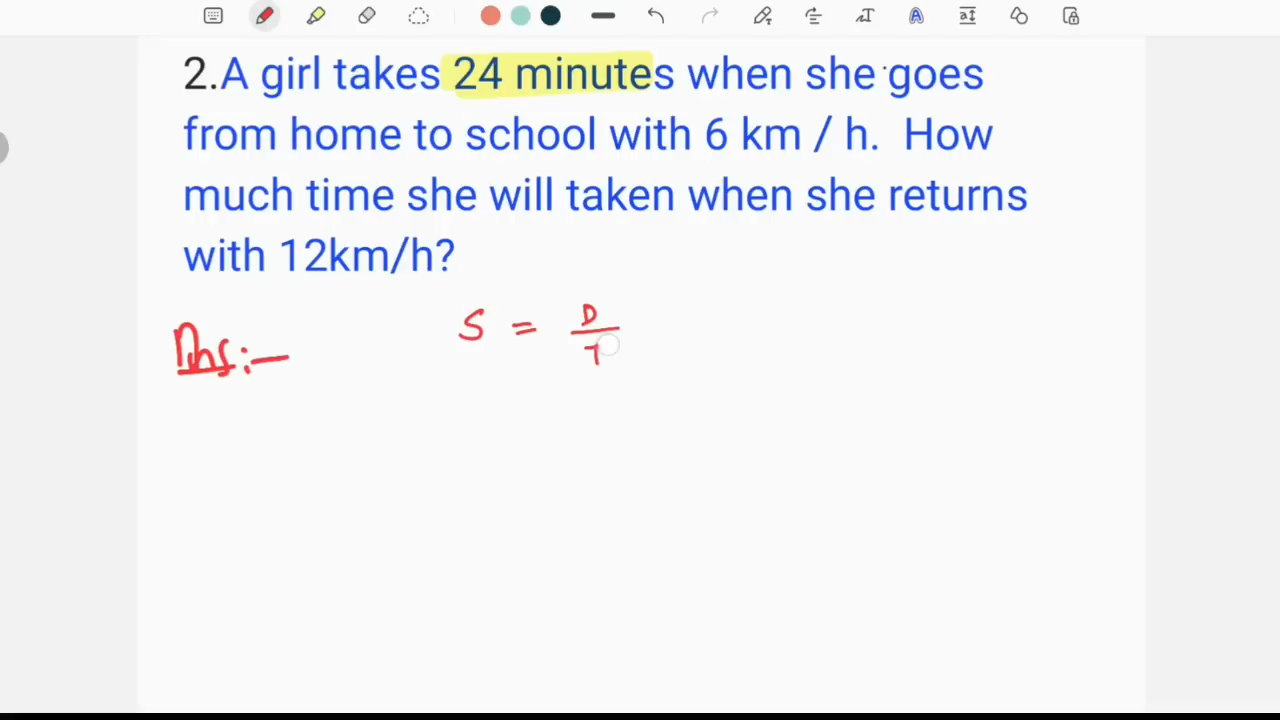 2.A girl takes 24 minutes when she goes
from home to school with 6 km / h. How
much time she will taken when she returns
with 12km/h?
Ans:-
S = D/T